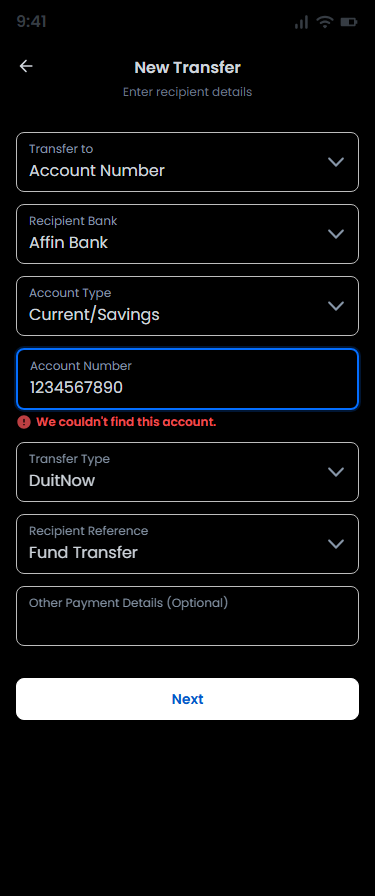 9:41
New Transfer
Enter recipient details
Transfer to
Account Number
Recipient Bank
Affin Bank
Account Type
Current/Savings
Account Number
1234567890
We couldn't find this account.
Transfer Type
DuitNow
Recipient Reference
Fund Transfer
Other Payment Details (Optional)
Next